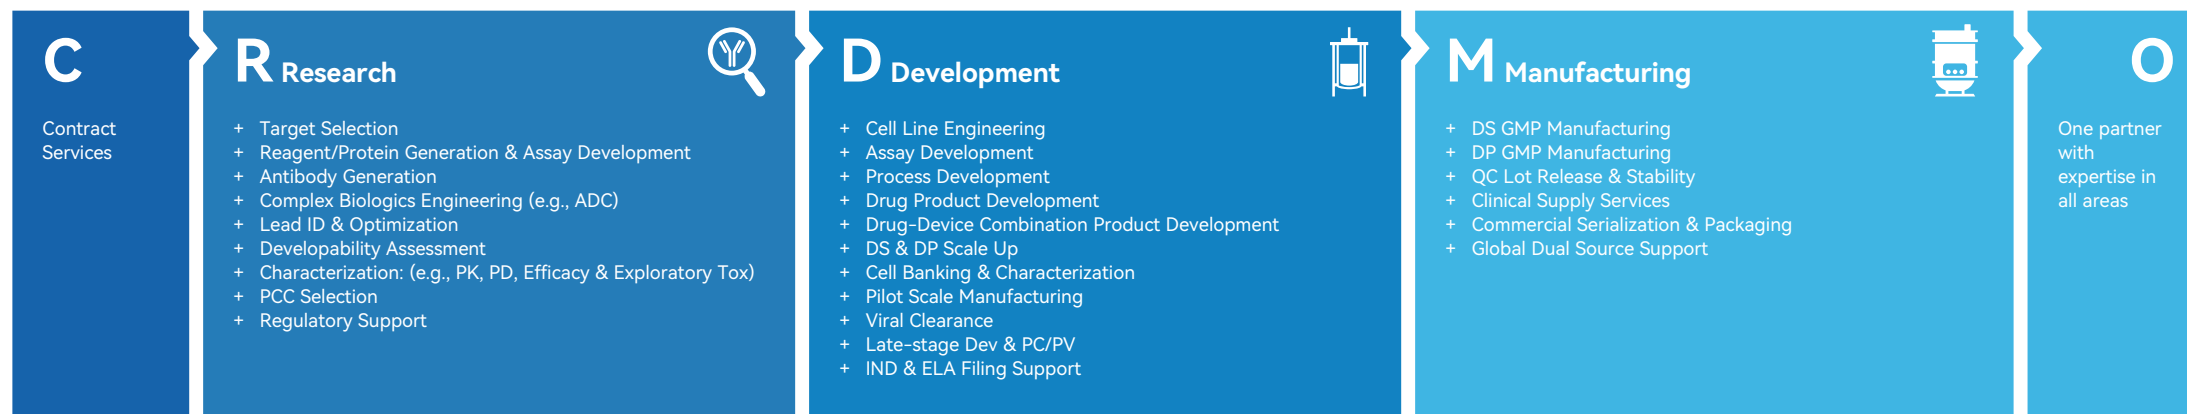 C
Contract
Services
R Research
+ Target Selection
+ Reagent/Protein Generation & Assay Development
+ Antibody Generation
+ Complex Biologics Engineering (e.g., ADC)
+ Lead ID & Optimization
+ Developability Assessment
+ Characterization: (e.g., PK, PD, Efficacy & Exploratory Tox)
+ PCC Selection
+ Regulatory Support
D Development
+ Cell Line Engineering
+ Assay Development
+ Process Development
+ Drug Product Development
+ Drug-Device Combination Product Development
+ DS & DP Scale Up
+ Cell Banking & Characterization
+ Pilot Scale Manufacturing
+ Viral Clearance
+ Late-stage Dev & PC/PV
+ IND & ELA Filing Support
M Manufacturing
+ DS GMP Manufacturing
+ DP GMP Manufacturing
+ QC Lot Release & Stability
+ Clinical Supply Services
+ Commercial Serialization & Packaging
+ Global Dual Source Support
O
One partner
with
expertise in
all areas